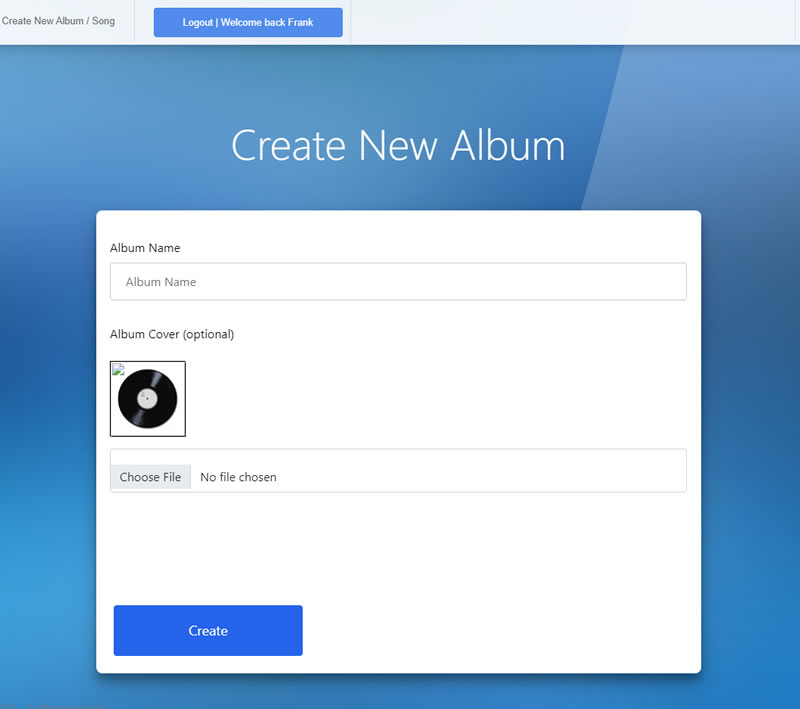 Create New Album / Song
Logout | Welcome back Frank
Create New Album
Album Name
Album Name
Album Cover (optional)
Choose File No file chosen
Create